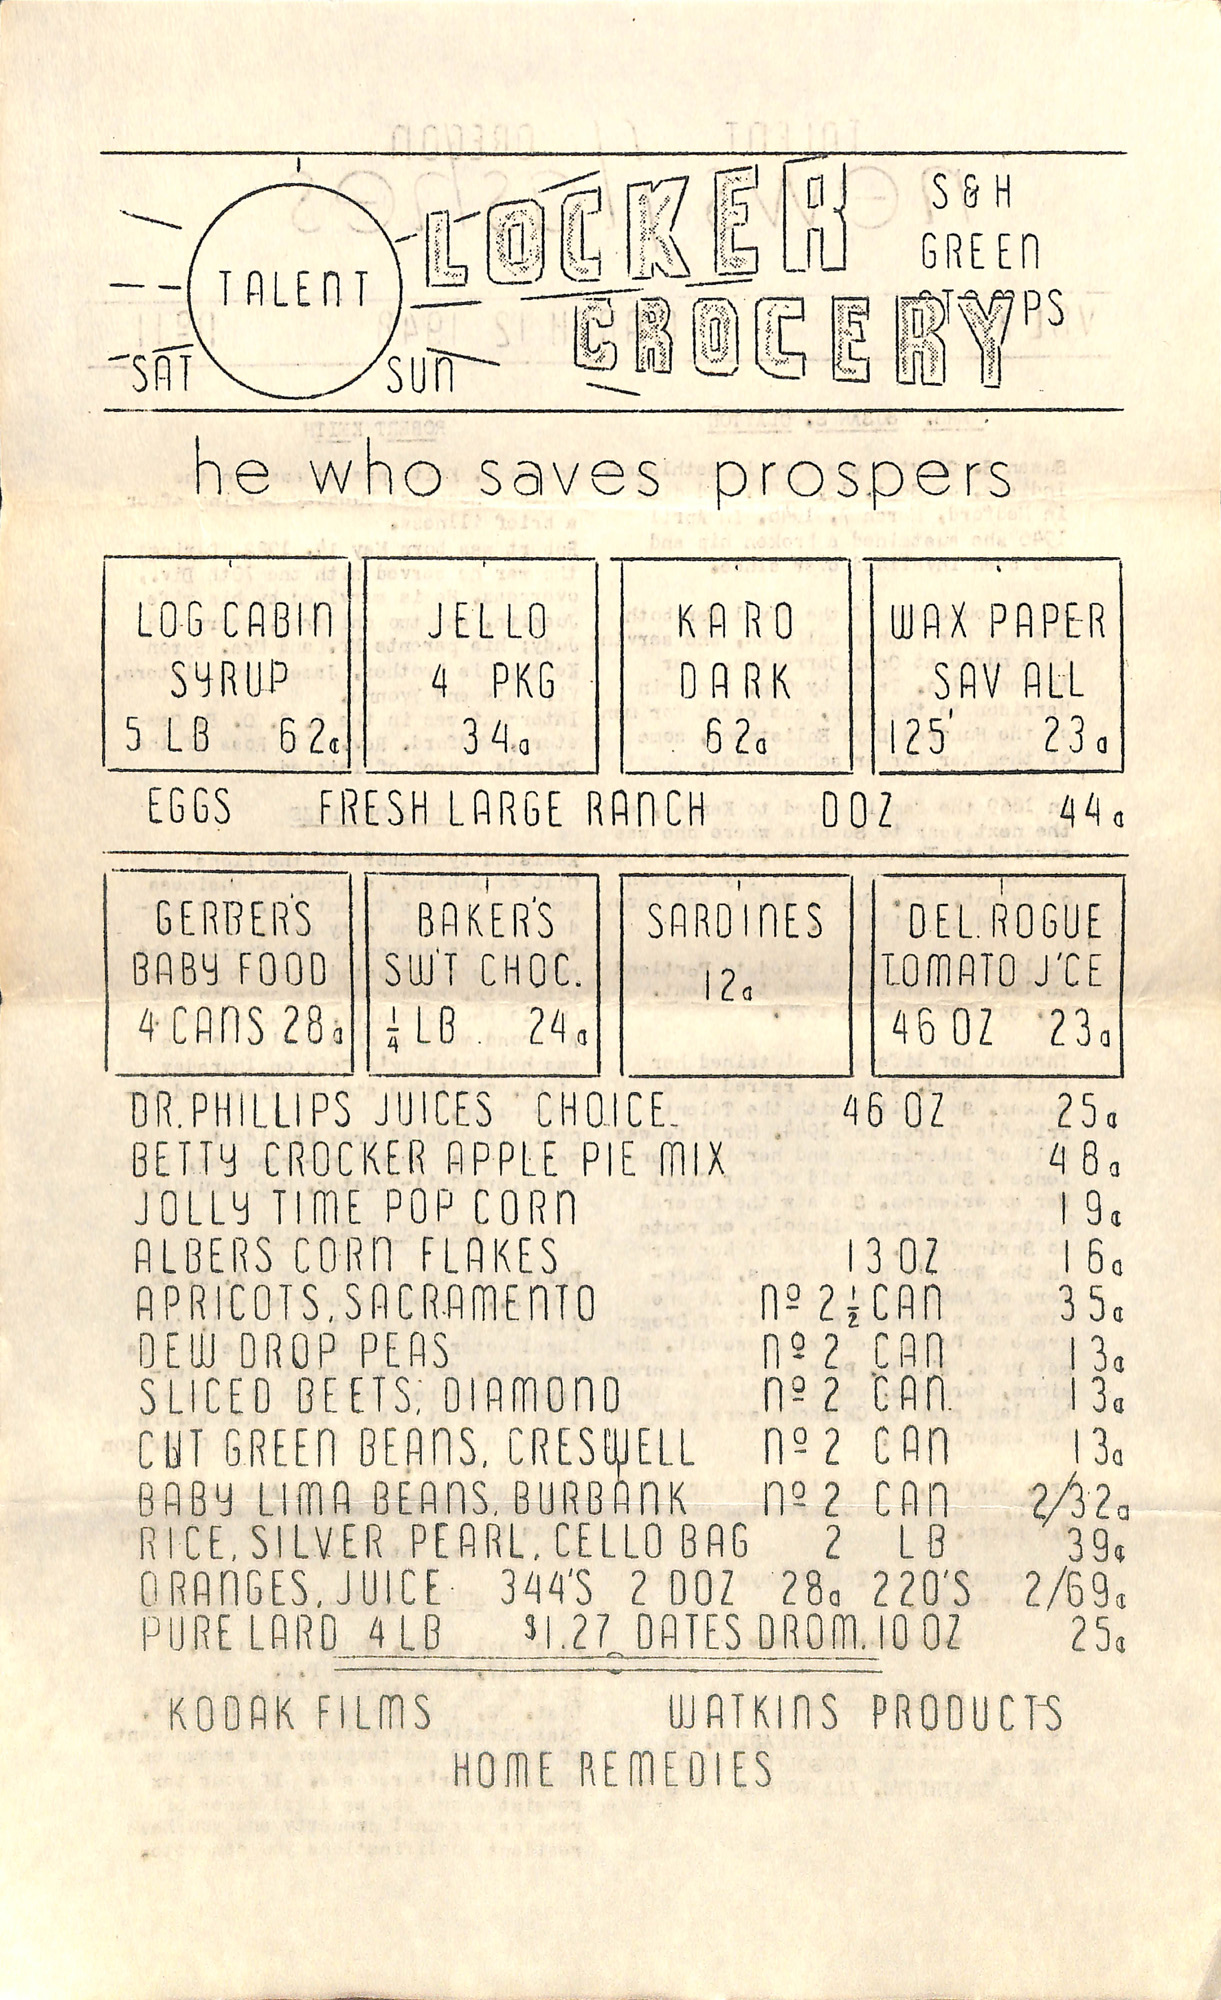 LOCKER
GROCERY
TALENT
SAT SUN
S & H
GREEN
STAMPS
he who saves prospers
LOG CABIN
SYRUP
5 LB 62¢
JELLO
4 PKG
34¢
KARO
DARK
62¢
WAX PAPER
SAV ALL
125' 23¢
EGGS FRESH LARGE RANCH DOZ 44¢
GERBER'S
BABY FOOD
4 CANS 28¢
BAKER'S
SW'T CHOC.
¼ LB. 24¢
SARDINES
12¢
DEL ROGUE
TOMATO J'CE
46 OZ 23¢
DR. PHILLIPS JUICES CHOICE 46 OZ 25¢
BETTY CROCKER APPLE PIE MIX 48¢
JOLLY TIME POP CORN 19¢
ALBERS CORN FLAKES 13 OZ 16¢
APRICOTS, SACRAMENTO nº 2½ CAN 35¢
DEW DROP PEAS nº 2 CAN 13¢
SLICED BEETS, DIAMOND nº 2 CAN 13¢
CUT GREEN BEANS, CRESWELL nº 2 CAN 13¢
BABY LIMA BEANS, BURBANK nº 2 CAN 2/32¢
RICE, SILVER PEARL, CELLO BAG 2 LB 39¢
ORANGES, JUICE 344'S 2 DOZ 28¢ 220'S 2/69¢
PURE LARD 4 LB $1.27 DATES DROM. 10 OZ 25¢
KODAK FILMS WATKINS PRODUCTS
HOME REMEDIES